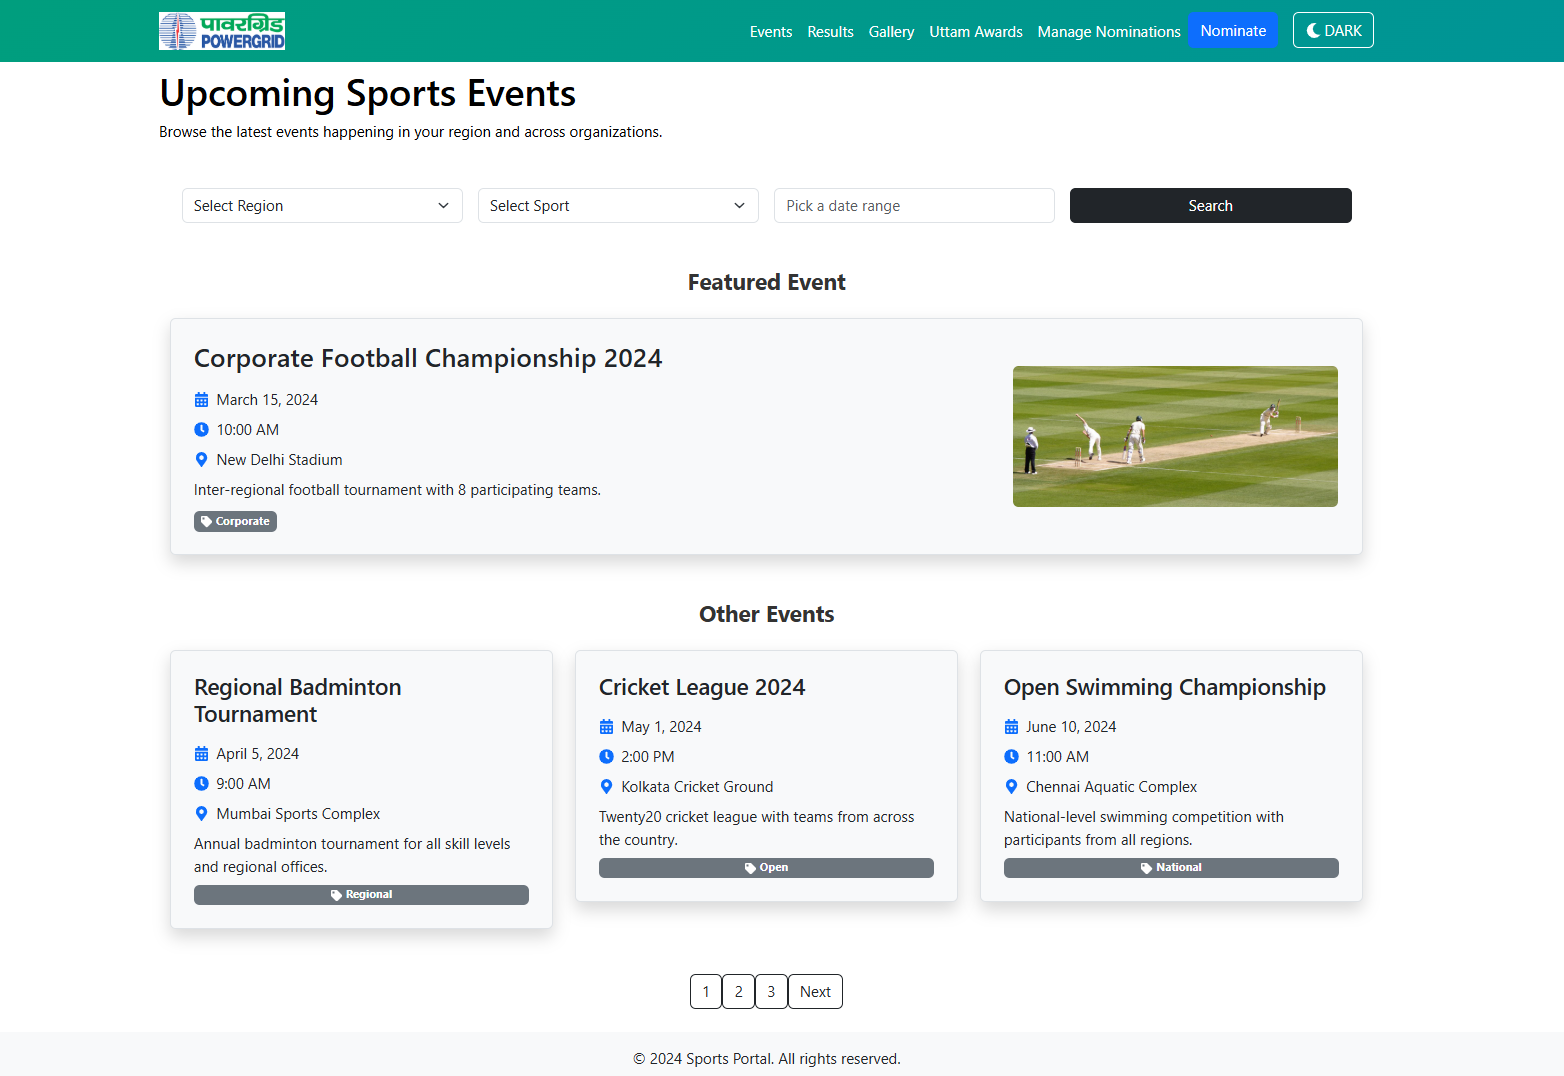 पावरग्रिड
POWERGRID
Events Results Gallery Uttam Awards Manage Nominations Nominate DARK
Upcoming Sports Events
Browse the latest events happening in your region and across organizations.
Select Region Select Sport Pick a date range Search
Featured Event
Corporate Football Championship 2024
March 15, 2024
10:00 AM
New Delhi Stadium
Inter-regional football tournament with 8 participating teams.
Corporate
Other Events
Regional Badminton
Tournament
April 5, 2024
9:00 AM
Mumbai Sports Complex
Annual badminton tournament for all skill levels
and regional offices.
Regional
Cricket League 2024
May 1, 2024
2:00 PM
Kolkata Cricket Ground
Twenty20 cricket league with teams from across
the country.
Open
Open Swimming Championship
June 10, 2024
11:00 AM
Chennai Aquatic Complex
National-level swimming competition with
participants from all regions.
National
1 2 3 Next
© 2024 Sports Portal. All rights reserved.